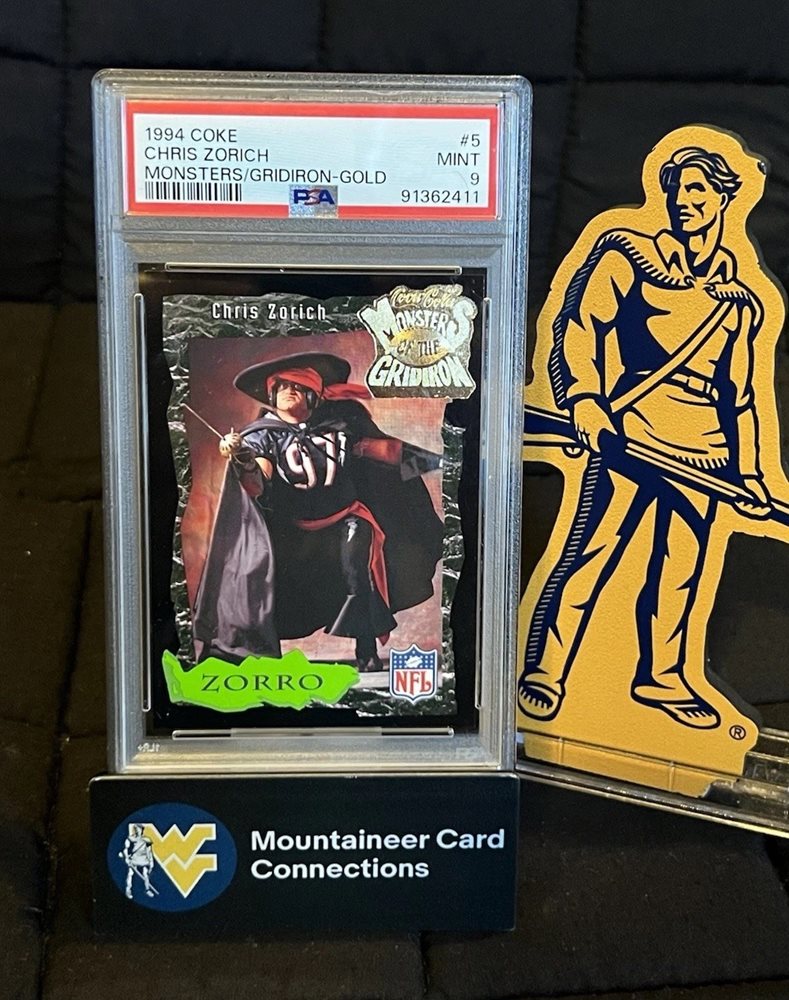 1994 COKE #5
CHRIS ZORICH MINT
MONSTERS/GRIDIRON-GOLD 9
PSA 91362411
Chris Zorich
Coca-Cola
MONSTERS
OF THE
GRIDIRON
97
ZORRO
NFL
WV
Mountaineer Card
Connections
®